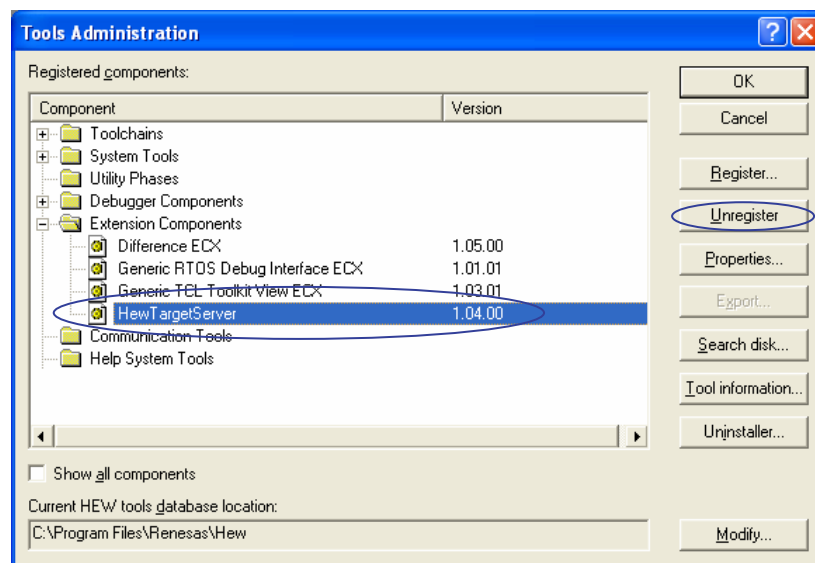 Tools Administration
Registered components:
Component Version
Toolchains
System Tools
Utility Phases
Debugger Components
Extension Components
Difference ECX 1.05.00
Generic RTOS Debug Interface ECX 1.01.01
Generic TCL Toolkit View ECX 1.03.01
HewTargetServer 1.04.00
Communication Tools
Help System Tools
Show all components
Current HEW tools database location:
C:\Program Files\Renesas\Hew
OK
Cancel
Register...
Unregister
Properties...
Export...
Search disk...
Tool information...
Uninstaller...
Modify...